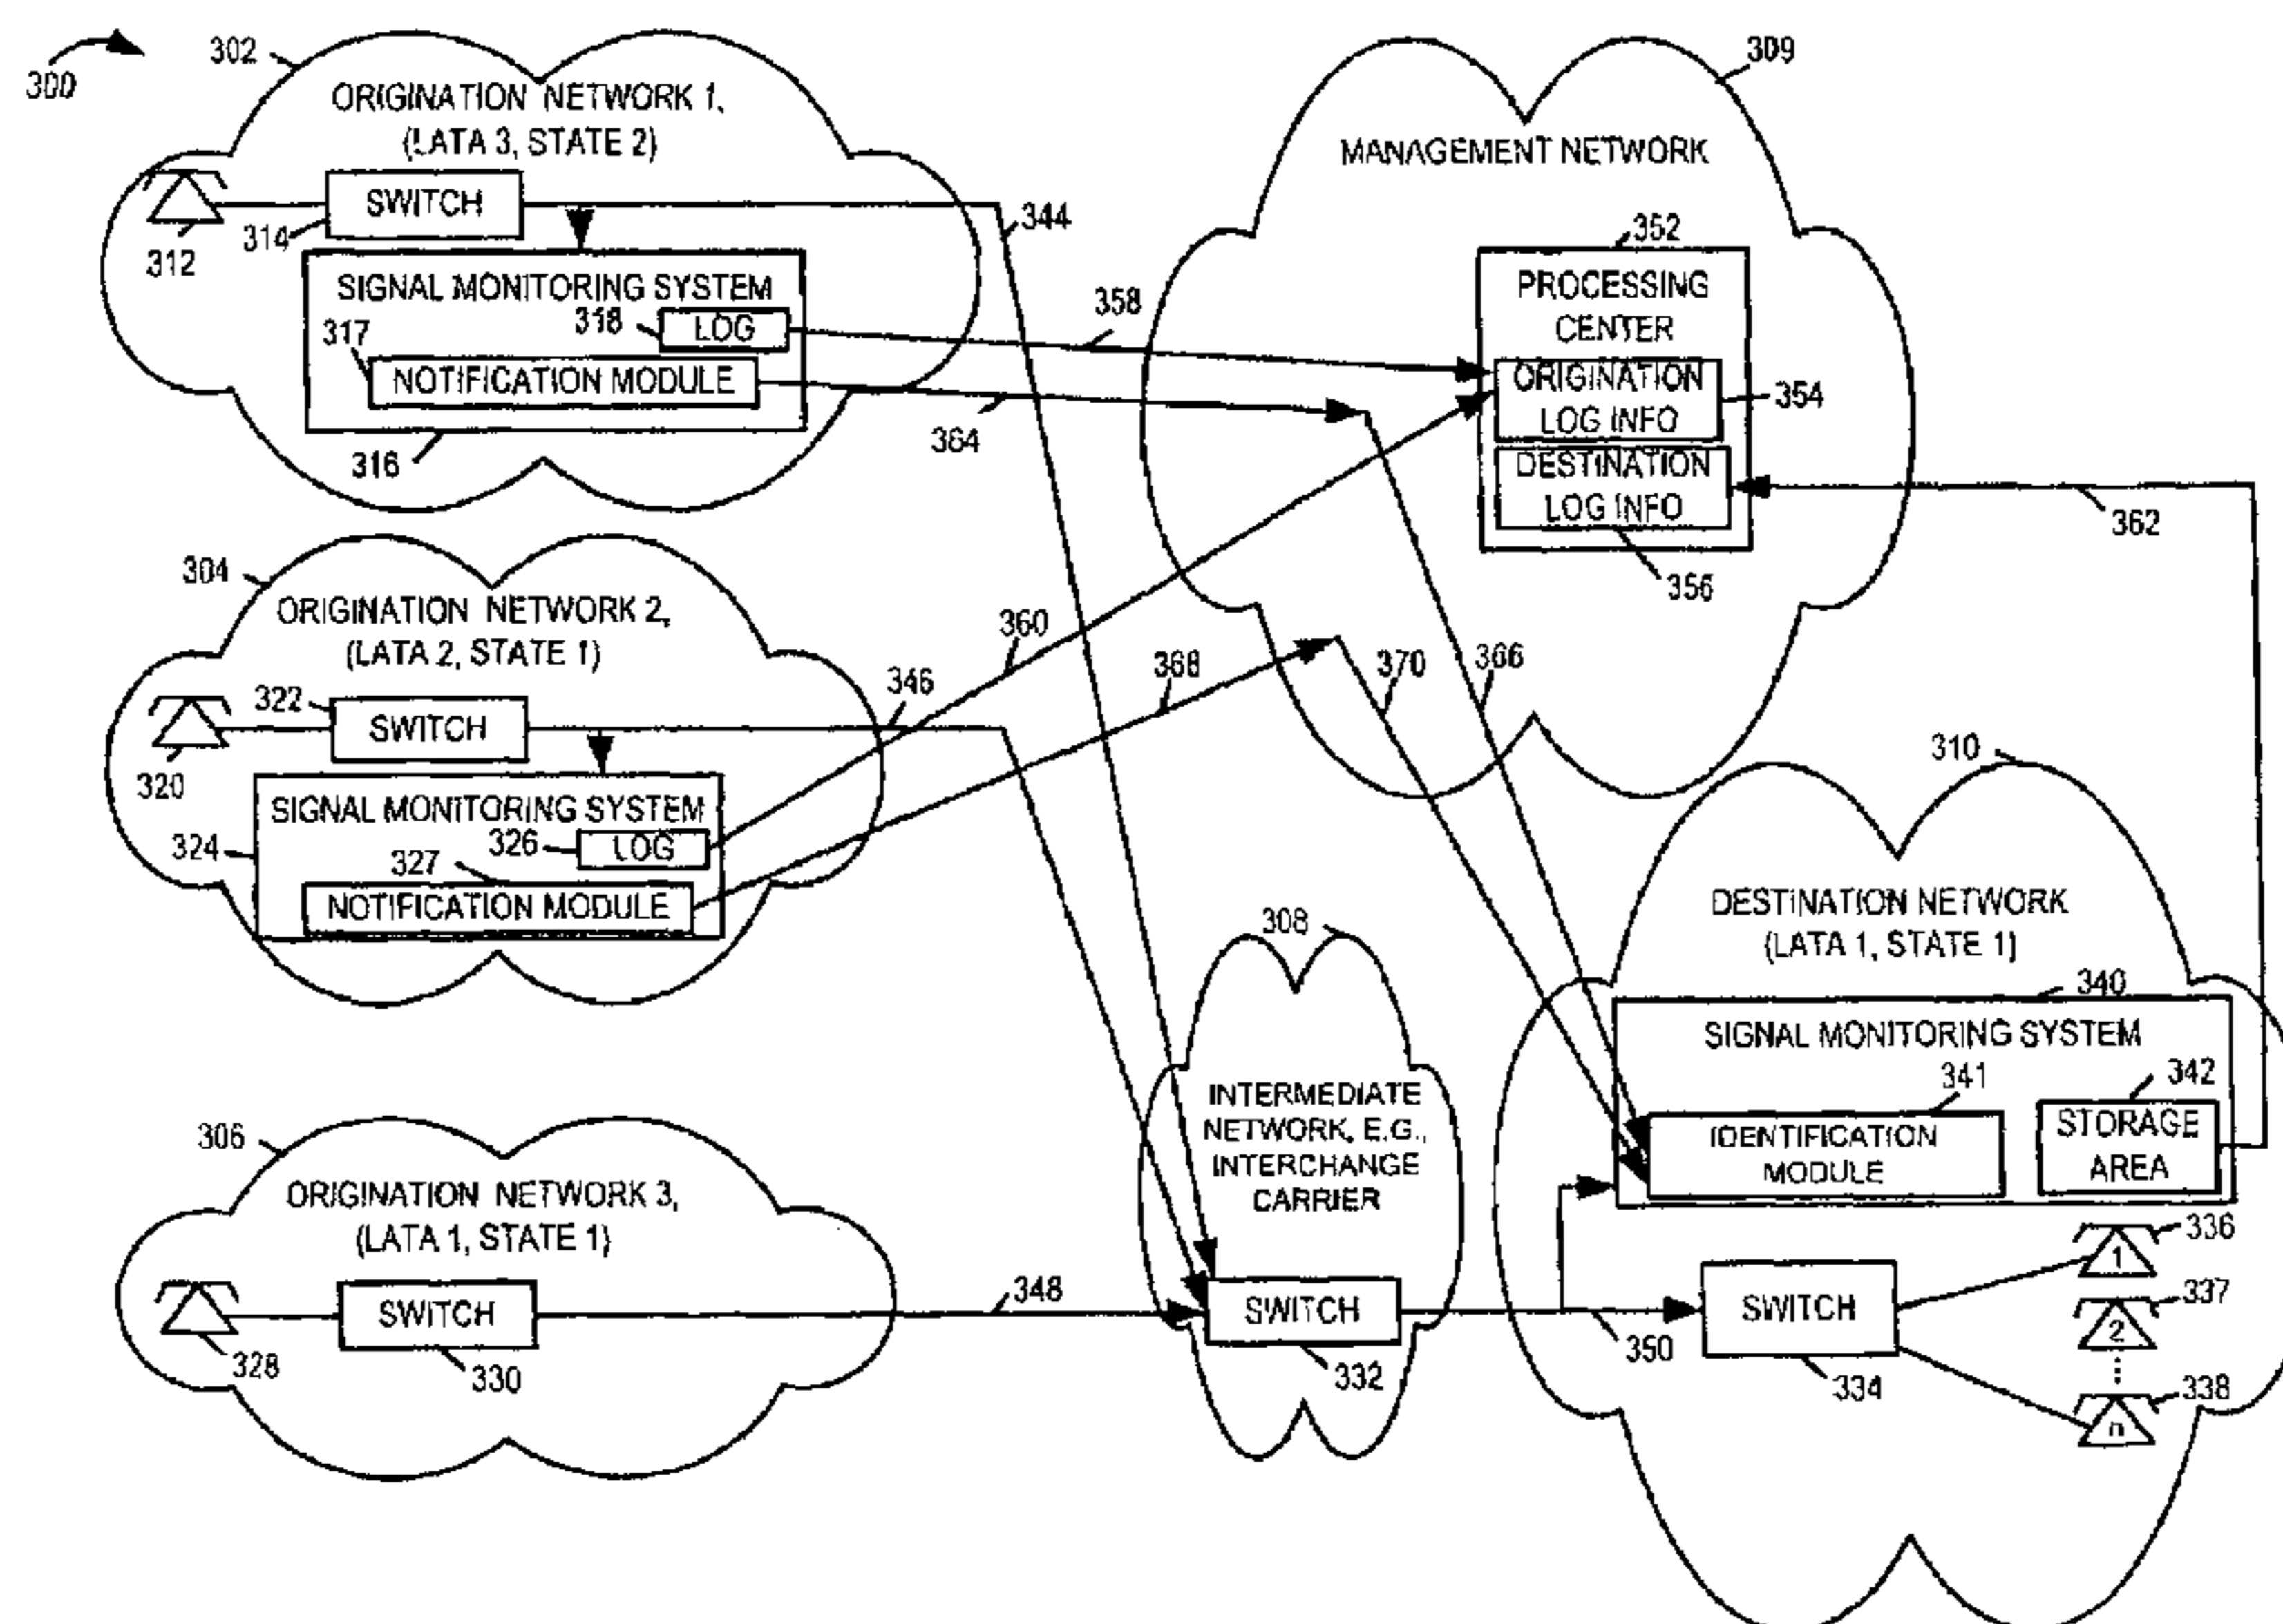 300
302
ORIGINATION NETWORK 1,
(LATA 3, STATE 2)
312
314
SWITCH
344
SIGNAL MONITORING SYSTEM
318
LOG
317
NOTIFICATION MODULE
316
358
364
309
MANAGEMENT NETWORK
352
PROCESSING
CENTER
ORIGINATION
LOG INFO
354
DESTINATION
LOG INFO
356
362
304
ORIGINATION NETWORK 2,
(LATA 2, STATE 1)
322
SWITCH
320
346
360
368
370
366
SIGNAL MONITORING SYSTEM
324
326
LOG
327
NOTIFICATION MODULE
306
ORIGINATION NETWORK 3,
(LATA 1, STATE 1)
328
SWITCH
330
348
308
INTERMEDIATE
NETWORK, E.G.,
INTERCHANGE
CARRIER
SWITCH
332
310
DESTINATION NETWORK
(LATA 1, STATE 1)
340
SIGNAL MONITORING SYSTEM
341
342
IDENTIFICATION
MODULE
STORAGE
AREA
350
SWITCH
334
1
336
2
337
n
338